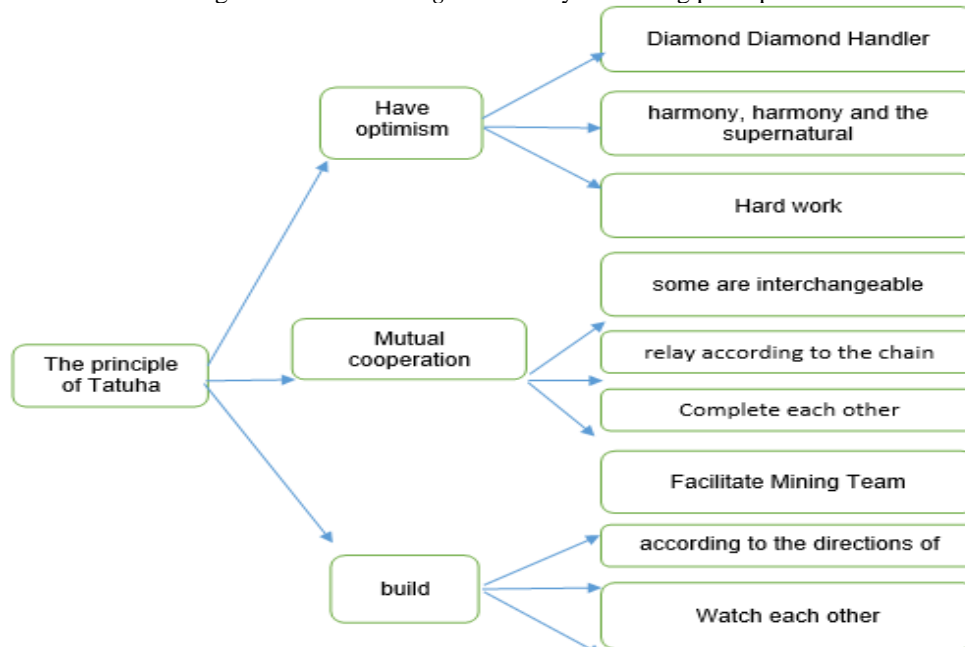 Diamond Diamond Handler
Have
optimism
harmony, harmony and the
supernatural
Hard work
some are interchangeable
Mutual
cooperation
relay according to the chain
The principle
of Tatuha
Complete each other
Facilitate Mining Team
according to the directions of
build
Watch each other